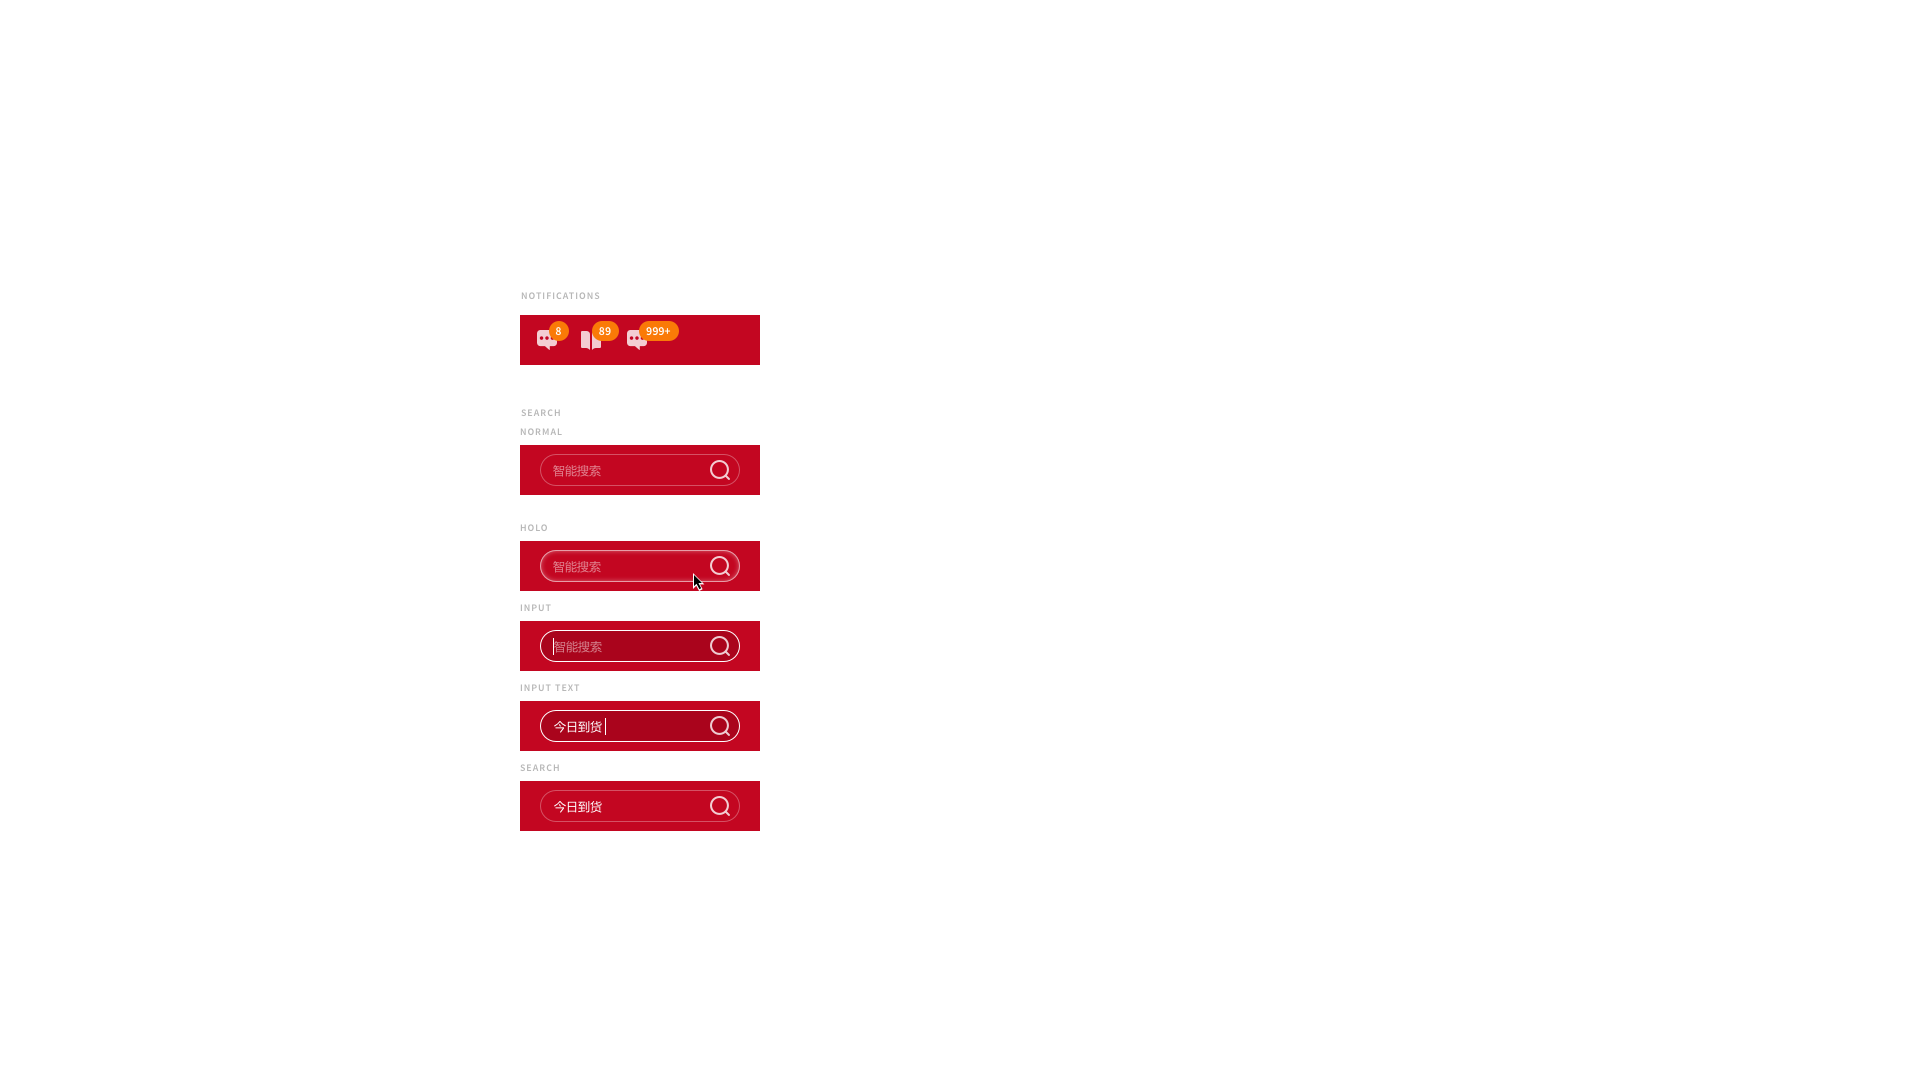 NOTIFICATIONS
8 89 999+
SEARCH
NORMAL
智能搜索
HOLO
智能搜索
INPUT
智能搜索
INPUT TEXT
今日到货
SEARCH
今日到货